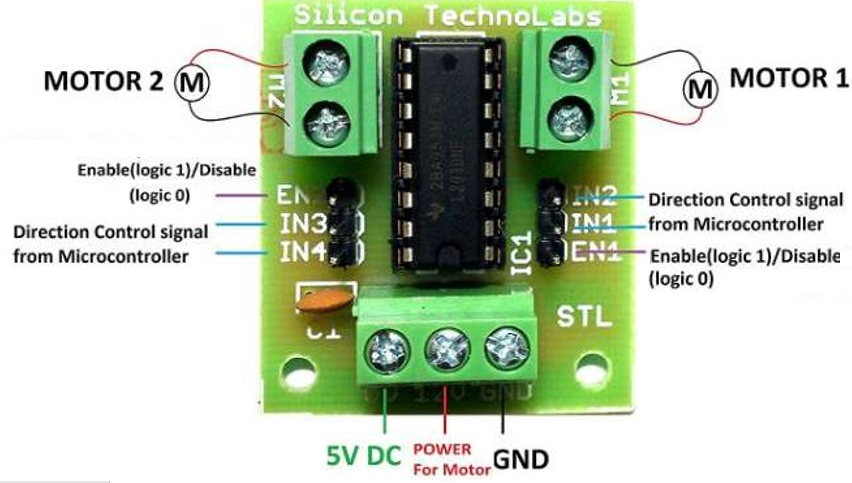 Silicon TechnoLabs
MOTOR 2
M
M2
M1
M
MOTOR 1
Enable(logic 1)/Disable
(logic 0)
EN2
IN3
IN4
Direction Control signal
from Microcontroller
IN2
IN1
EN1
Direction Control signal
from Microcontroller
Enable(logic 1)/Disable
(logic 0)
IC1
C1
STL
GND
5V DC
POWER
For Motor
GND